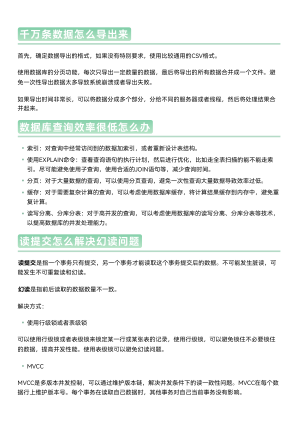 千万条数据怎么导出来
首先，确定数据导出的格式，如果没有特别要求，使用比较通用的CSV格式。
使用数据库的分页功能，每次只导出一定数量的数据，最后将导出的所有数据合并成一个文件。避
免一次性导出数据太多导致系统崩溃或者导出失败。
如果导出时间非常长，可以将数据分成多个部分，分给不同的服务器或者线程，然后将处理结果合
并起来。
数据库查询效率很低怎么办
• 索引：对查询中经常访问到的数据加索引，或者重新设计表结构。
• 使用EXPLAIN命令：查看查询语句的执行计划，然后进行优化，比如走全表扫描的能不能走索
引。尽可能避免使用子查询，使用合适的JOIN语句等，减少查询时间。
• 分页：对于大量数据的查询，可以使用分页查询，避免一次性查询大量数据导致效率过低。
• 缓存：对于需要复杂计算的查询，可以考虑使用数据库缓存，将计算结果缓存到内存中，避免重
复计算。
• 读写分离、分库分表：对于高并发的查询，可以考虑使用数据库的读写分离、分库分表等技术，
以提高数据库的并发处理能力。
读提交怎么解决幻读问题
读提交是指一个事务只有提交，另一个事务才能读取这个事务提交后的数据。不可能发生脏读，可
能发生不可重复读和幻读。
幻读是指前后读取的数据数量不一致。
解决方式：
• 使用行级锁或者表级锁
可以使用行级锁或者表级锁来锁定某一行或某张表的记录，使用行级锁，可以避免锁住不必要锁住
的数据，提高并发性能。使用表级锁可以避免幻读问题。
• MVCC
MVCC是多版本并发控制，可以通过维护版本链，解决并发条件下的读一致性问题。MVCC在每个数
据行上维护版本号。每个事务在读取自己数据时，其他事务对自己当前事务没有影响。